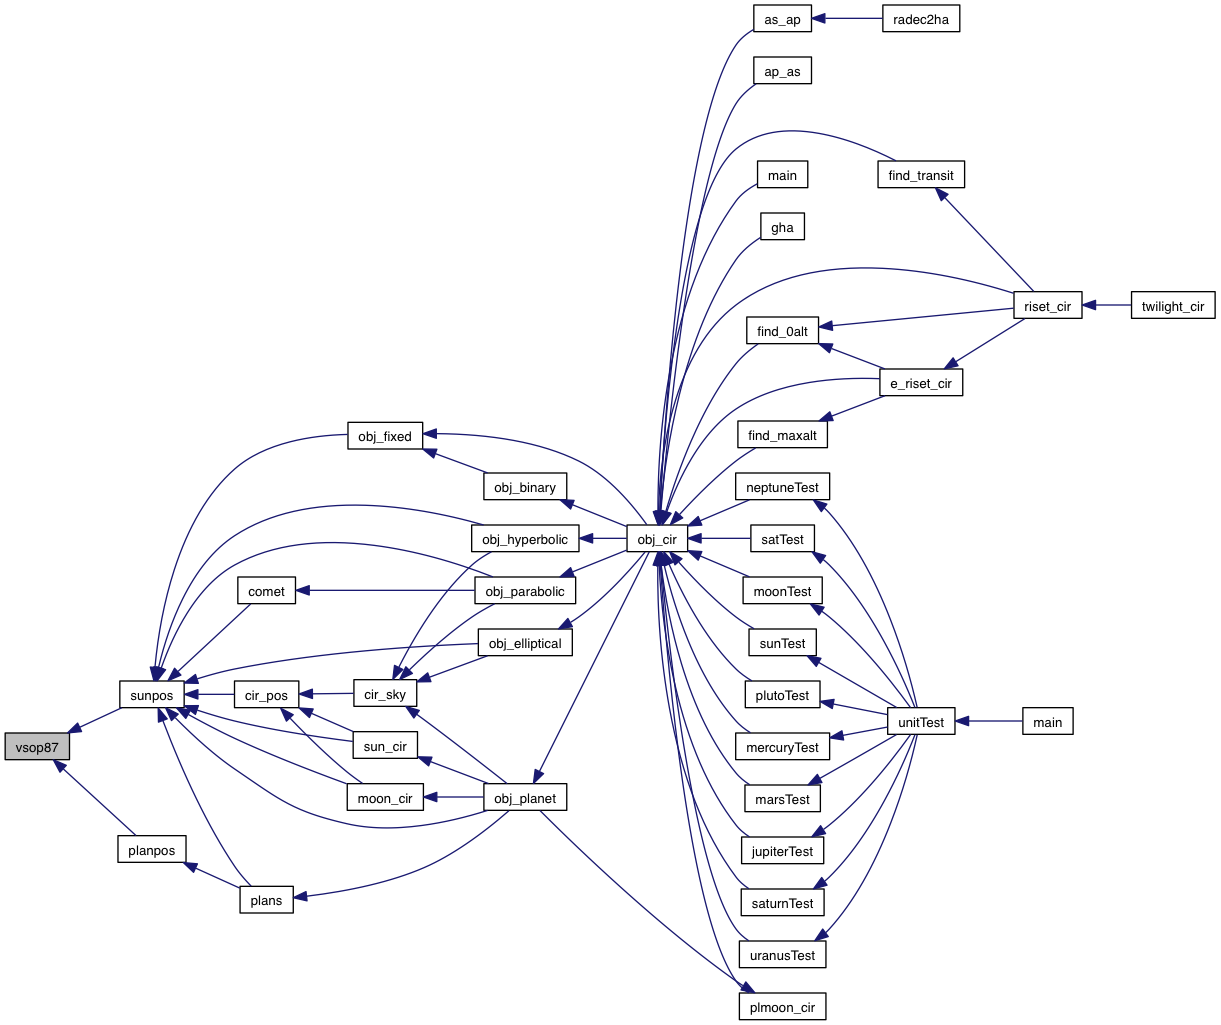 as_ap
radec2ha
ap_as
main
find_transit
gha
riset_cir
twilight_cir
find_0alt
e_riset_cir
find_maxalt
obj_fixed
obj_binary
neptuneTest
obj_hyperbolic
obj_cir
satTest
comet
obj_parabolic
moonTest
obj_elliptical
sunTest
sunpos
cir_pos
cir_sky
plutoTest
unitTest
main
vsop87
sun_cir
mercuryTest
moon_cir
obj_planet
marsTest
planpos
jupiterTest
plans
saturnTest
uranusTest
plmoon_cir